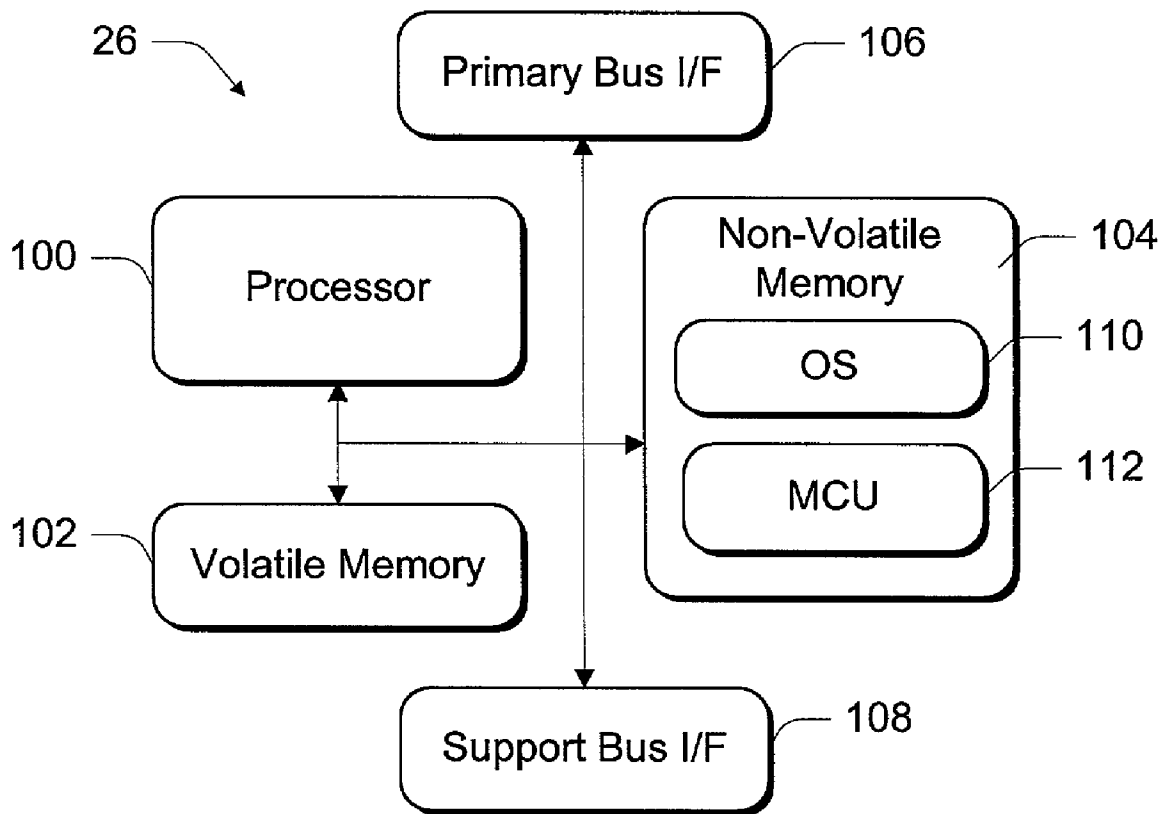 26
Primary Bus I/F
106
100
Processor
Non-Volatile
Memory
104
OS
110
MCU
112
102
Volatile Memory
Support Bus I/F
108